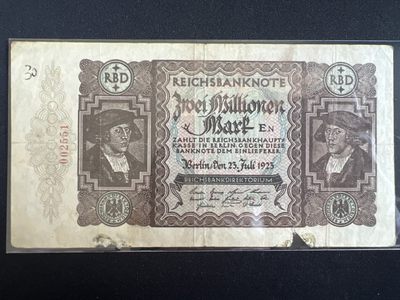 30
RBD
RBD
REICHSBANKNOTE
Zwei Millionen
Mark EN
ZAHLT DIE REICHSBANKHAUPT
KASSE IN BERLIN GEGEN DIESE
BANKNOTE DEM EINLIEFERER.
Berlin, den 23. Juli 1923
REICHSBANKDIREKTORIUM
002551